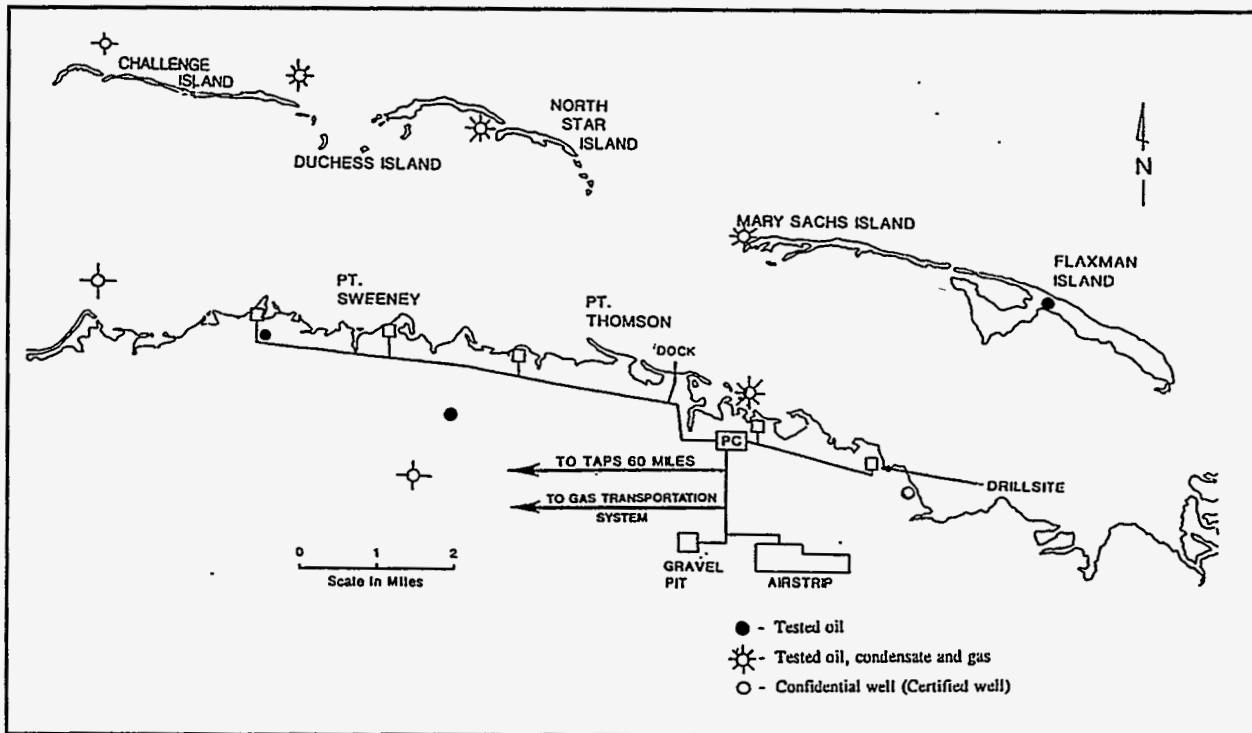 CHALLENGE
ISLAND
NORTH
STAR
ISLAND
DUCHESS ISLAND
N
MARY SACHS ISLAND
FLAXMAN
ISLAND
PT.
SWEENEY
PT.
THOMSON
DOCK
PC
TO TAPS 60 MILES
DRILLSITE
TO GAS TRANSPORTATION
SYSTEM
0 1 2
Scale in Miles
GRAVEL
PIT
AIRSTRIP
- Tested oil
- Tested oil, condensate and gas
- Confidential well (Certified well)